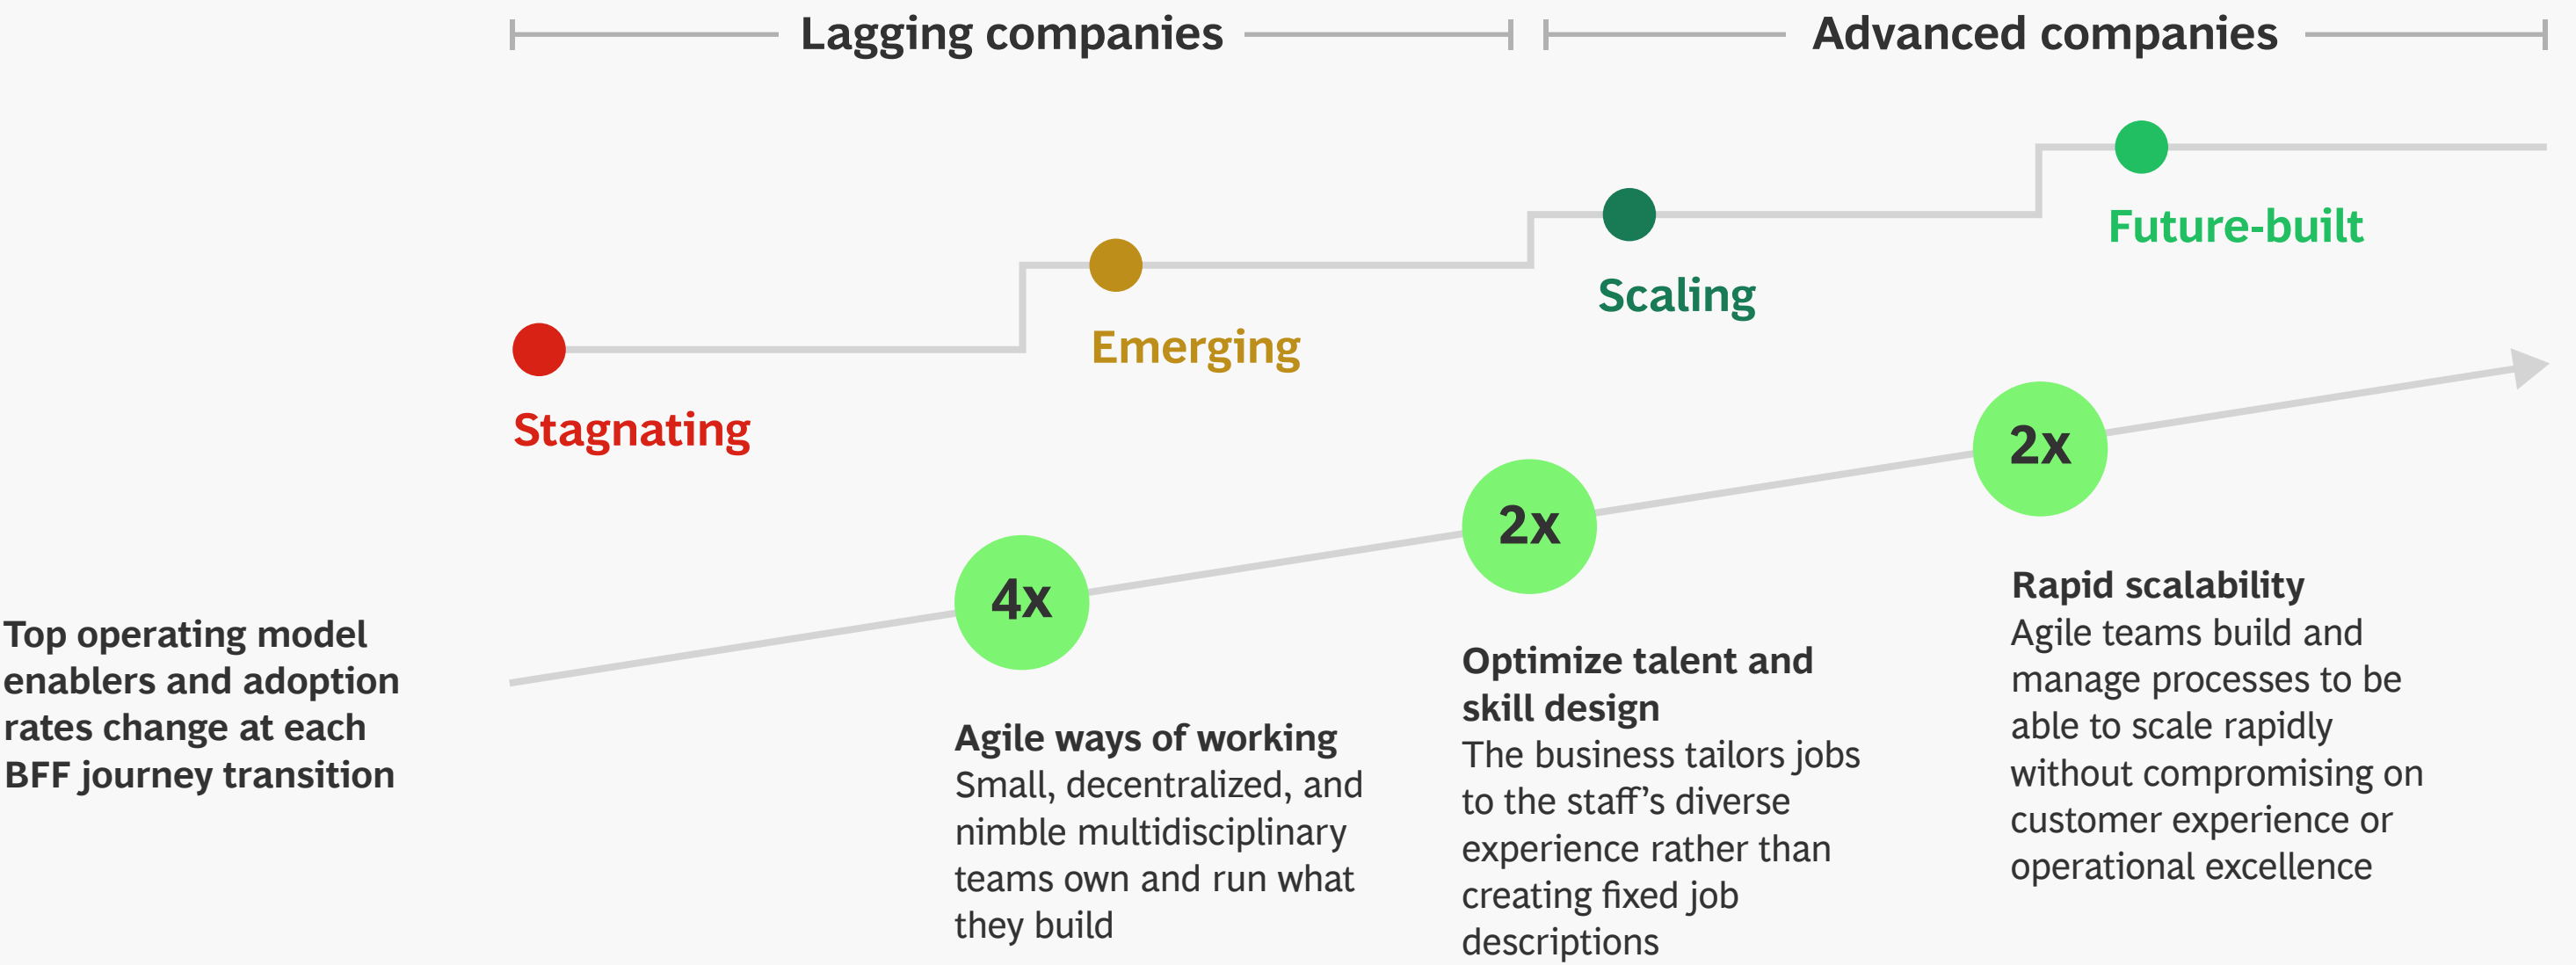 Lagging companies
Advanced companies
Future-built
Scaling
Emerging
Stagnating
2x
2x
4x
Top operating model
enablers and adoption
rates change at each
BFF journey transition
Agile ways of working
Small, decentralized, and
nimble multidisciplinary
teams own and run what
they build
Optimize talent and
skill design
The business tailors jobs
to the staff’s diverse
experience rather than
creating fixed job
descriptions
Rapid scalability
Agile teams build and
manage processes to be
able to scale rapidly
without compromising on
customer experience or
operational excellence